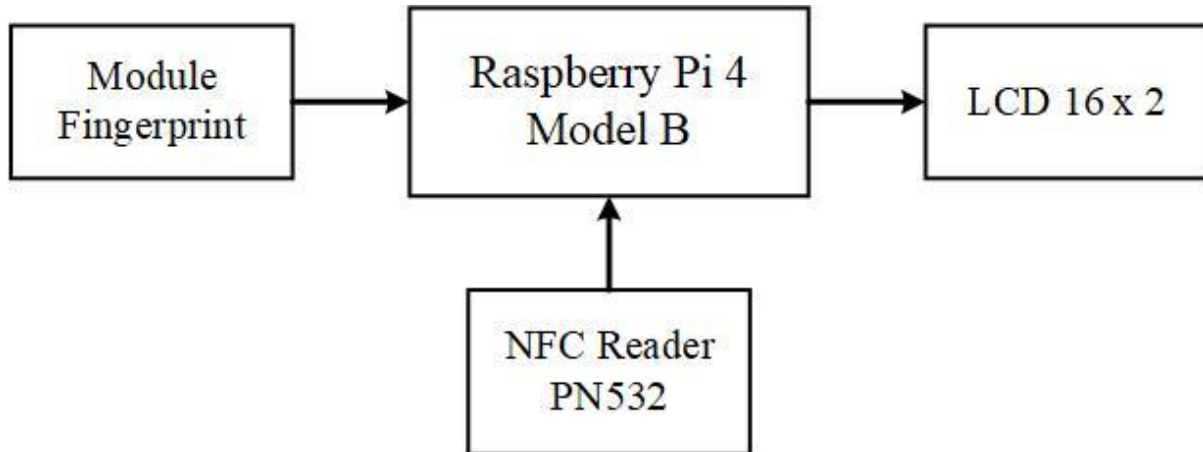 Module
Fingerprint
Raspberry Pi 4
Model B
LCD 16 x 2
NFC Reader
PN532